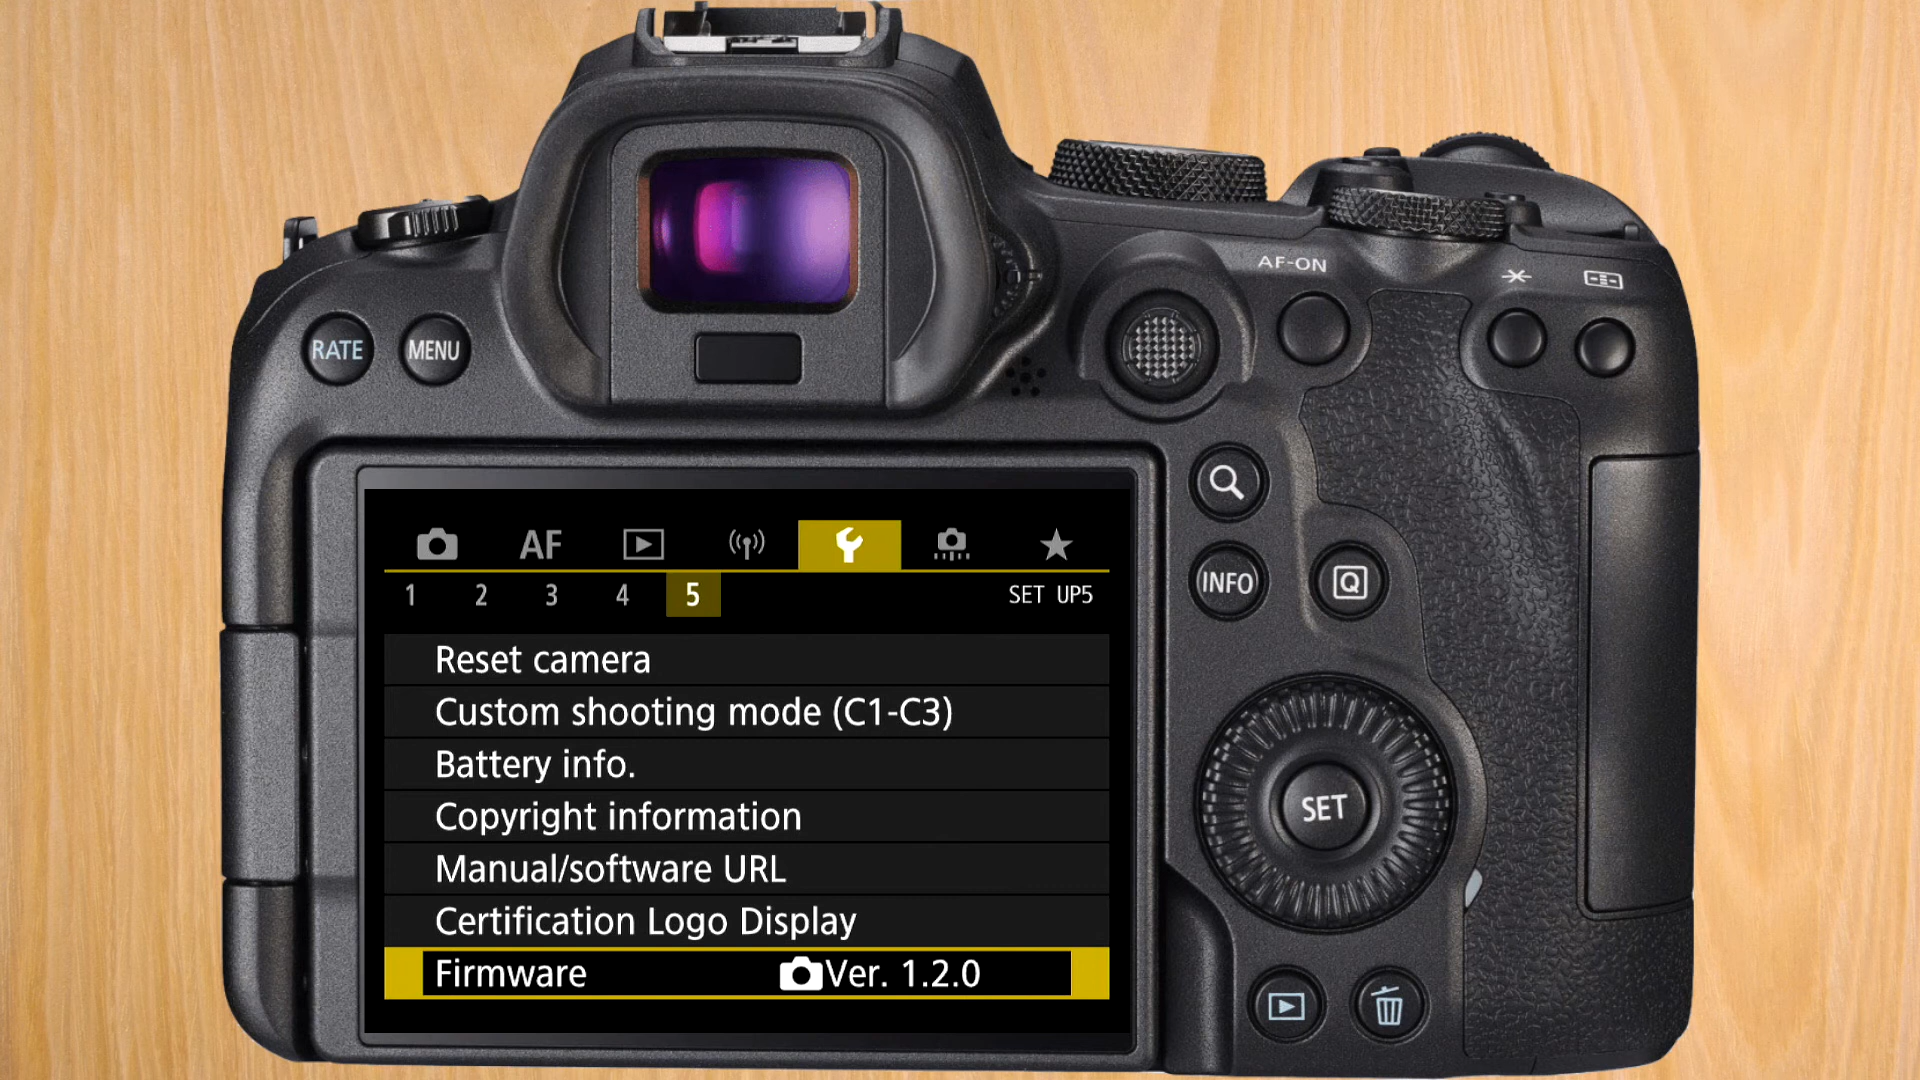 AF-ON
RATE
MENU
INFO
Q
SET
AF
1 2 3 4 5 SET UP5
Reset camera
Custom shooting mode (C1-C3)
Battery info.
Copyright information
Manual/software URL
Certification Logo Display
Firmware Ver. 1.2.0